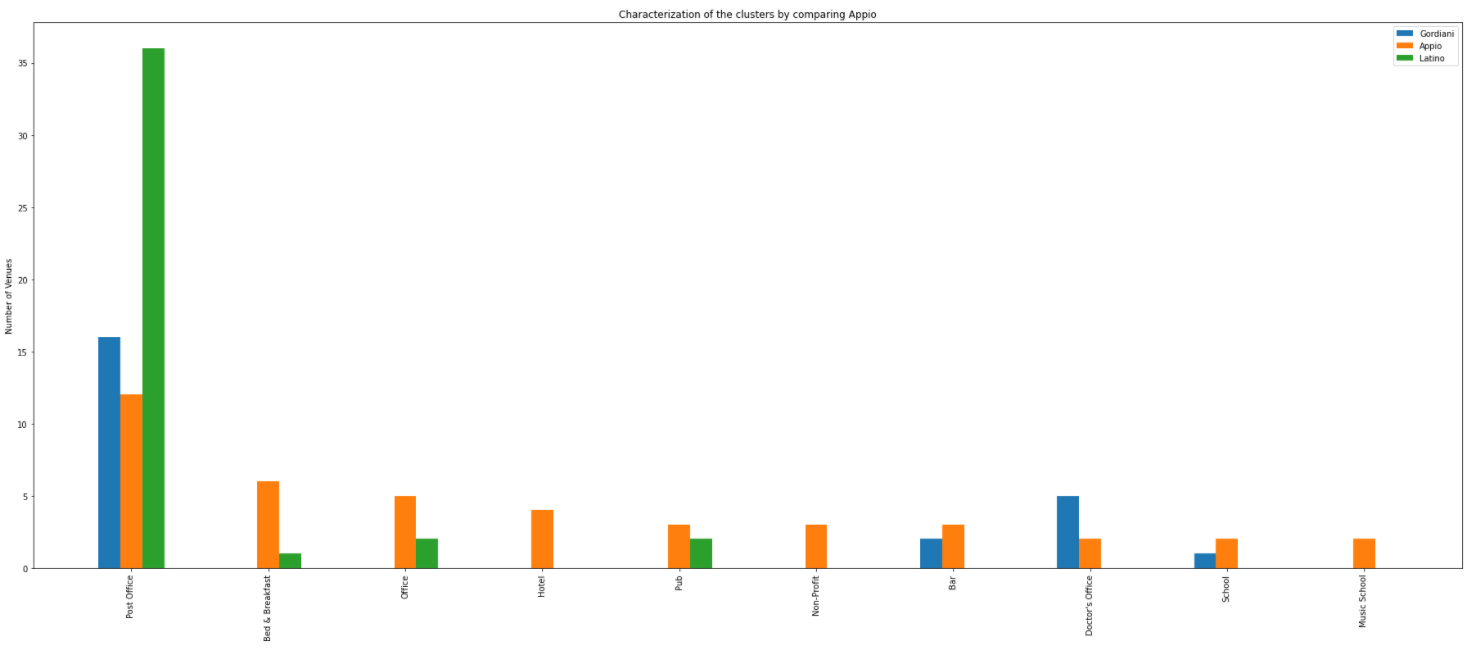 Characterization of the clusters by comparing Appio
Gordiani
Appio
Latino
Number of Venues
35
30
25
20
15
10
5
0
Post Office
Bed & Breakfast
Office
Hotel
Pub
Non-Profit
Bar
Doctor's Office
School
Music School